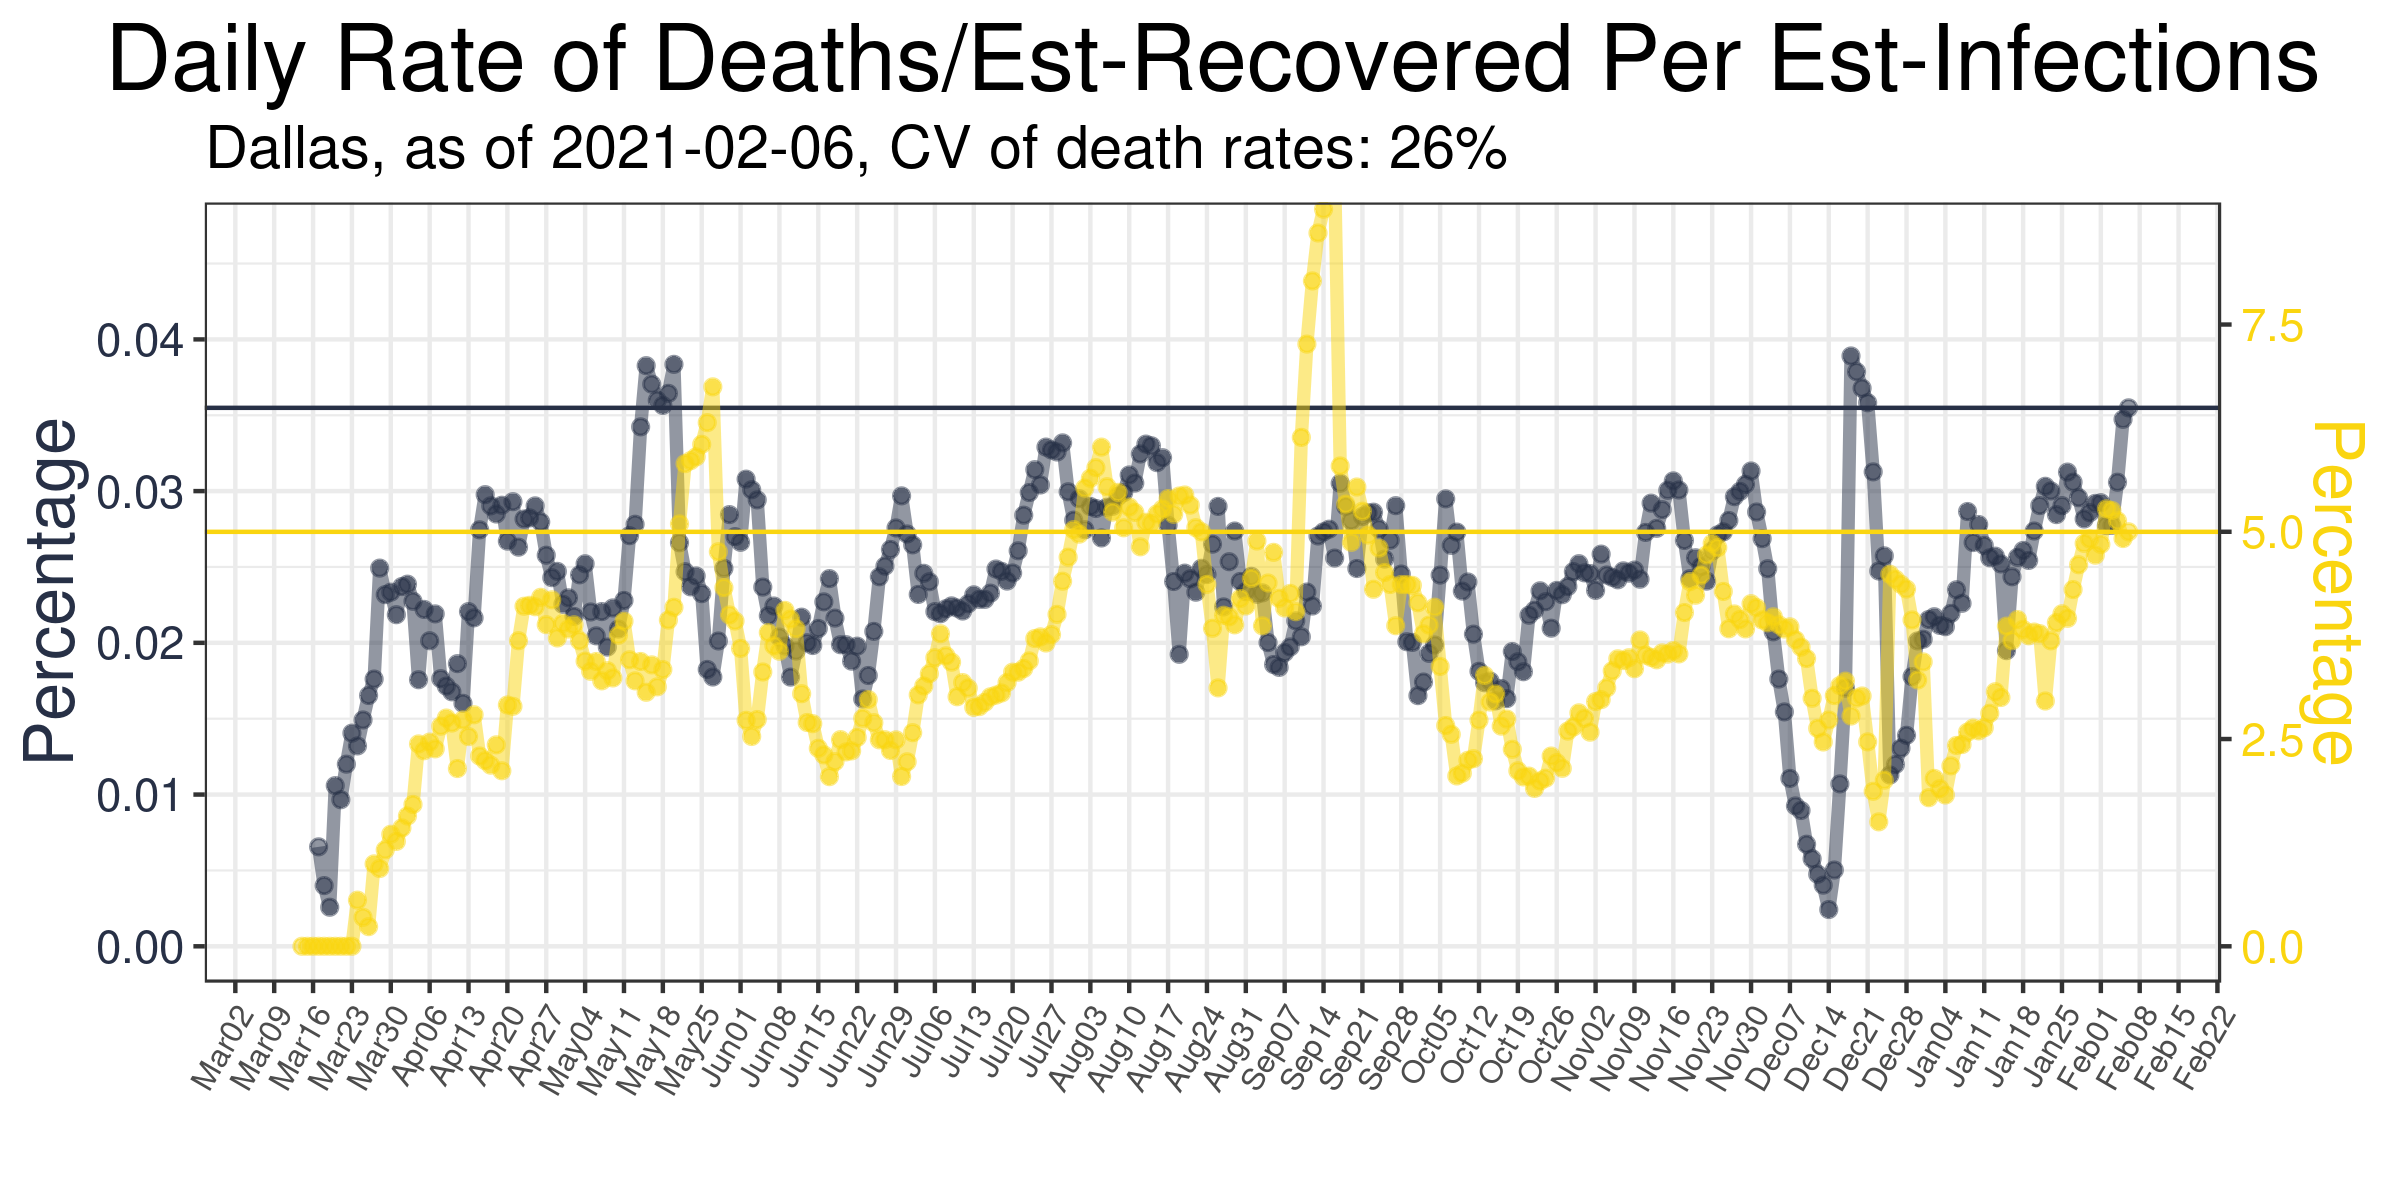 Daily Rate of Deaths/Est-Recovered Per Est-Infections
Dallas, as of 2021-02-06, CV of death rates: 26%
Percentage
0.04
0.03
0.02
0.01
0.00
7.5
5.0
2.5
0.0
Percentage
Mar02
Mar09
Mar16
Mar23
Mar30
Apr06
Apr13
Apr20
Apr27
May04
May11
May18
May25
Jun01
Jun08
Jun15
Jun22
Jun29
Jul06
Jul13
Jul20
Jul27
Aug03
Aug10
Aug17
Aug24
Aug31
Sep07
Sep14
Sep21
Sep28
Oct05
Oct12
Oct19
Oct26
Nov02
Nov09
Nov16
Nov23
Nov30
Dec07
Dec14
Dec21
Dec28
Jan04
Jan11
Jan18
Jan25
Feb01
Feb08
Feb15
Feb22